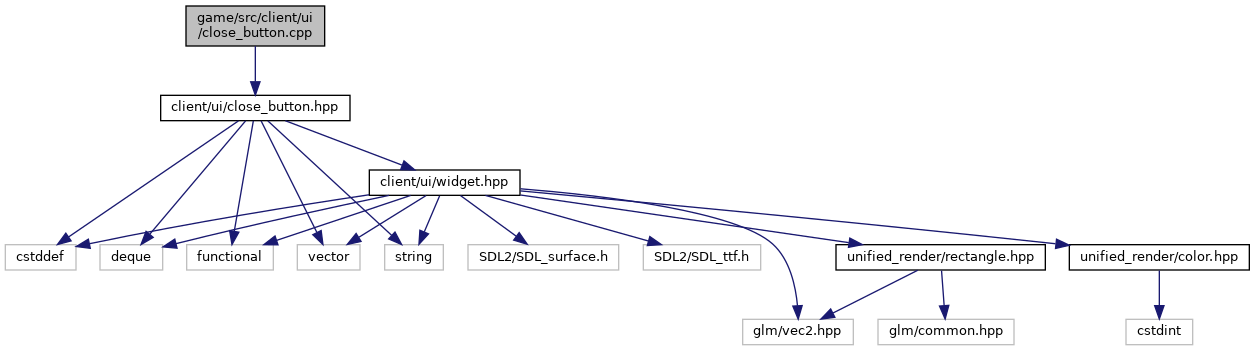 game/src/client/ui
/close_button.cpp
client/ui/close_button.hpp
client/ui/widget.hpp
cstddef
deque
functional
vector
string
SDL2/SDL_surface.h
SDL2/SDL_ttf.h
unified_render/rectangle.hpp
unified_render/color.hpp
glm/vec2.hpp
glm/common.hpp
cstdint